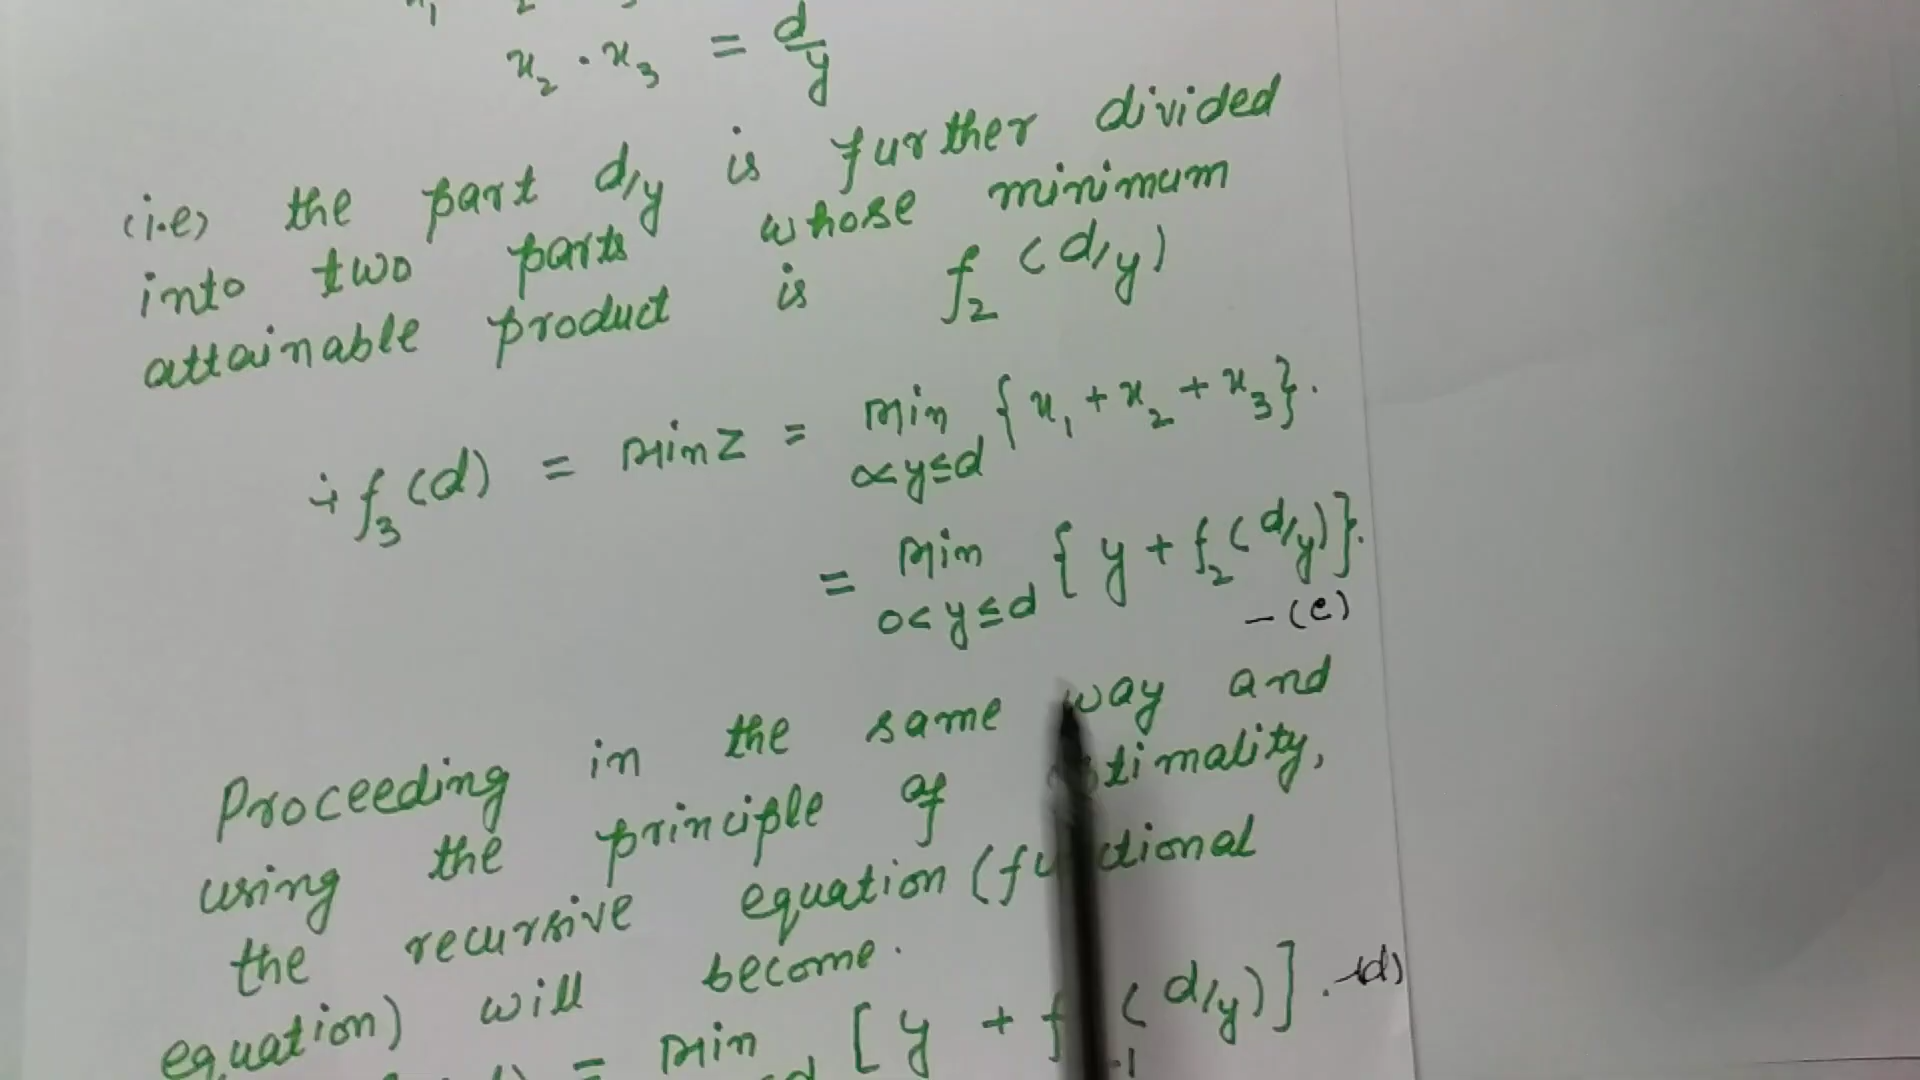 x₂ · x₃ = d/y
(i.e) the part d/y is further divided
into two parts whose minimum
attainable product is f₂ (d/y)
∴ f₃ (d) = Min Z = Min {x₁ + x₂ + x₃}.
0<y≤d
= Min { y + f₂ (d/y)}.
0<y≤d
-(c)
Proceeding in the same way and
using the principle of optimality,
the recursive equation (functional
equation) will become.
= Min [y + f (d/y)]. -(d)